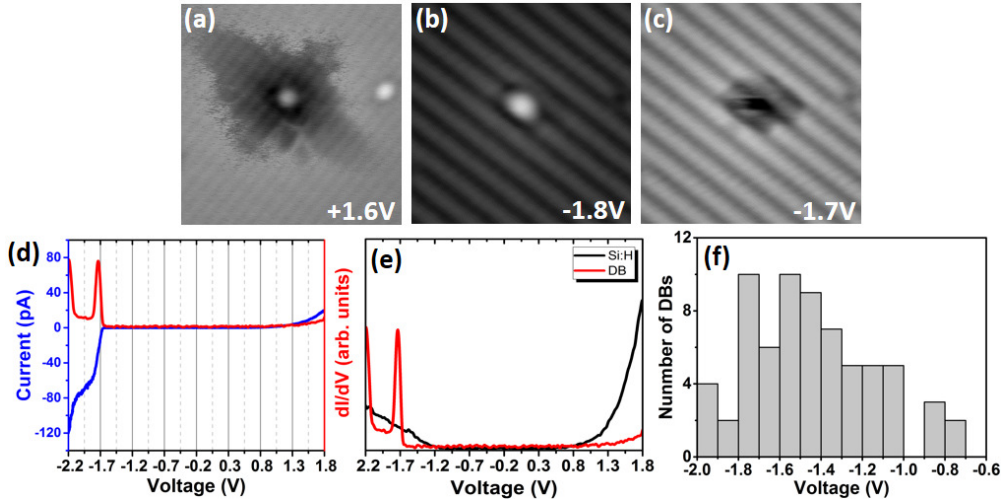 (a)
+1.6V
(b)
-1.8V
(c)
-1.7V
(d)
80
40
0
-40
-80
-120
Current (pA)
-2.2 -1.7 -1.2 -0.7 -0.2 0.3 0.8 1.3 1.8
Voltage (V)
dI/dV (arb. units)
(e)
Si:H
DB
2.2 -1.7 -1.2 -0.7 -0.2 0.3 0.8 1.3 1.8
Voltage (V)
(f)
12
8
4
0
Nunmber of DBs
-2.0 -1.8 -1.6 -1.4 -1.2 -1.0 -0.8 -0.6
Voltage (V)